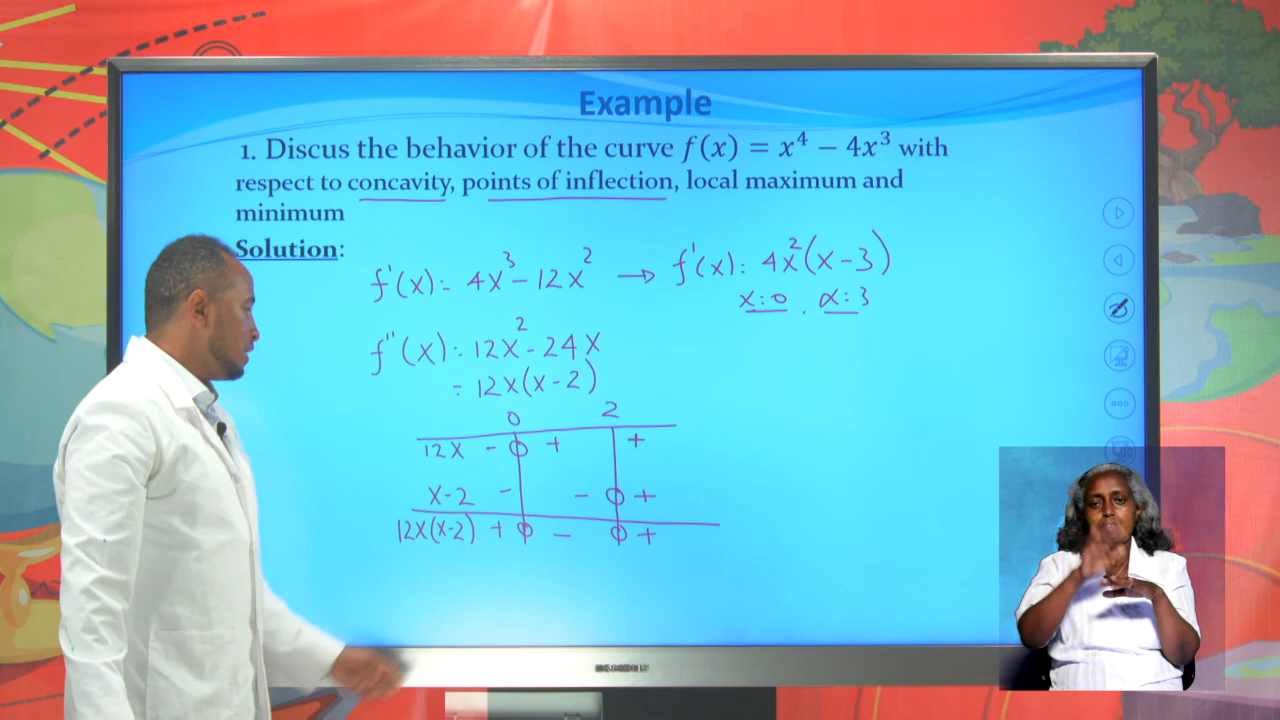 Example
1. Discus the behavior of the curve f(x) = x⁴ − 4x³ with
respect to concavity, points of inflection, local maximum and
minimum
Solution:
f'(x) = 4x³ − 12x² → f'(x) = 4x²(x−3)
x = 0 . x = 3
f''(x) = 12x² − 24x
= 12x(x−2)
0 2
12x − 0 + +
x−2 − − 0 +
12x(x−2) + 0 − 0 +